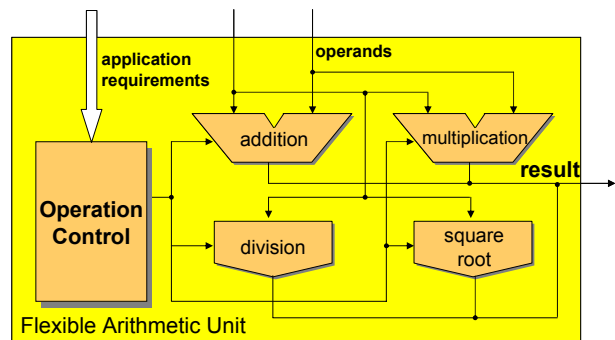 application
requirements
operands
addition
multiplication
result
Operation
Control
division
square
root
Flexible Arithmetic Unit